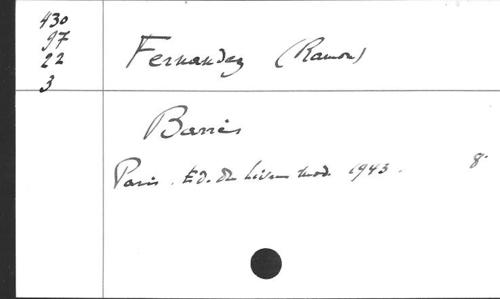 430
97
22
3
Fernandez (Ramon)
Barrès
Paris. Ed. du Livre mod. 1943. 8°